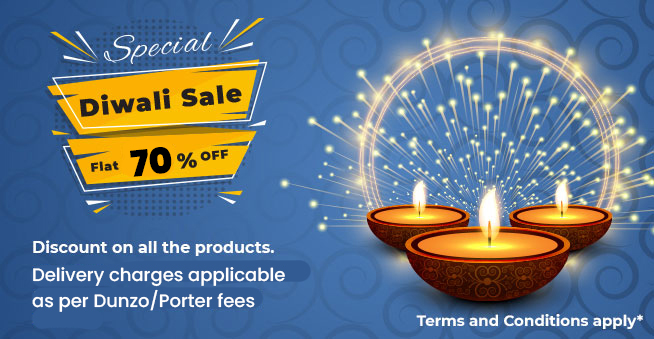 Special
Diwali Sale
Flat 70% OFF
Discount on all the products.
Delivery charges applicable
as per Dunzo/Porter fees
Terms and Conditions apply*